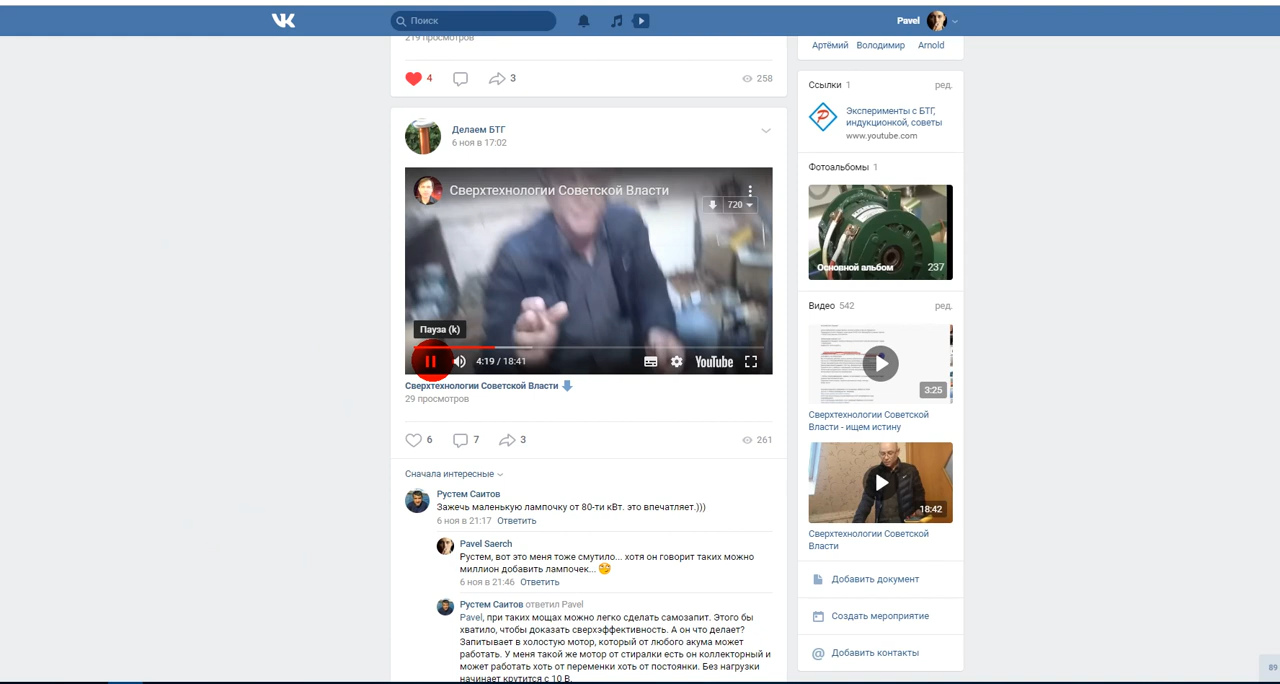 Поиск
Pavel
219 просмотров
4
3
258
Делаем БТГ
6 ноя в 17:02
Сверхтехнологии Советской Власти
720
Пауза (k)
4:19 / 18:41
YouTube
Сверхтехнологии Советской Власти
29 просмотров
6
7
3
261
Сначала интересные
Рустем Саитов
Зажечь маленькую лампочку от 80-ти кВт. это впечатляет.)))
6 ноя в 21:17 Ответить
Pavel Saerch
Рустем, вот это меня тоже смутило... хотя он говорит таких можно
миллион добавить лампочек...
6 ноя в 21:46 Ответить
Рустем Саитов ответил Pavel
Pavel, при таких мощах можно легко сделать самозапит. Этого бы
хватило, чтобы доказать сверхэффективность. А он что делает?
Запитывает в холостую мотор, который от любого акума может
работать. У меня такой же мотор от стиралки есть он коллекторный и
может работать хоть от переменки хоть от постоянки. Без нагрузки
начинает крутится с 10 В.
Артёмий Володимир Arnold
Ссылки 1 ред.
Эксперименты с БТГ,
индукционкой, советы
www.youtube.com
Фотоальбомы 1
Основной альбом 237
Видео 542 ред.
3:25
Сверхтехнологии Советской
Власти - ищем истину
18:42
Сверхтехнологии Советской
Власти
Добавить документ
Создать мероприятие
Добавить контакты
89